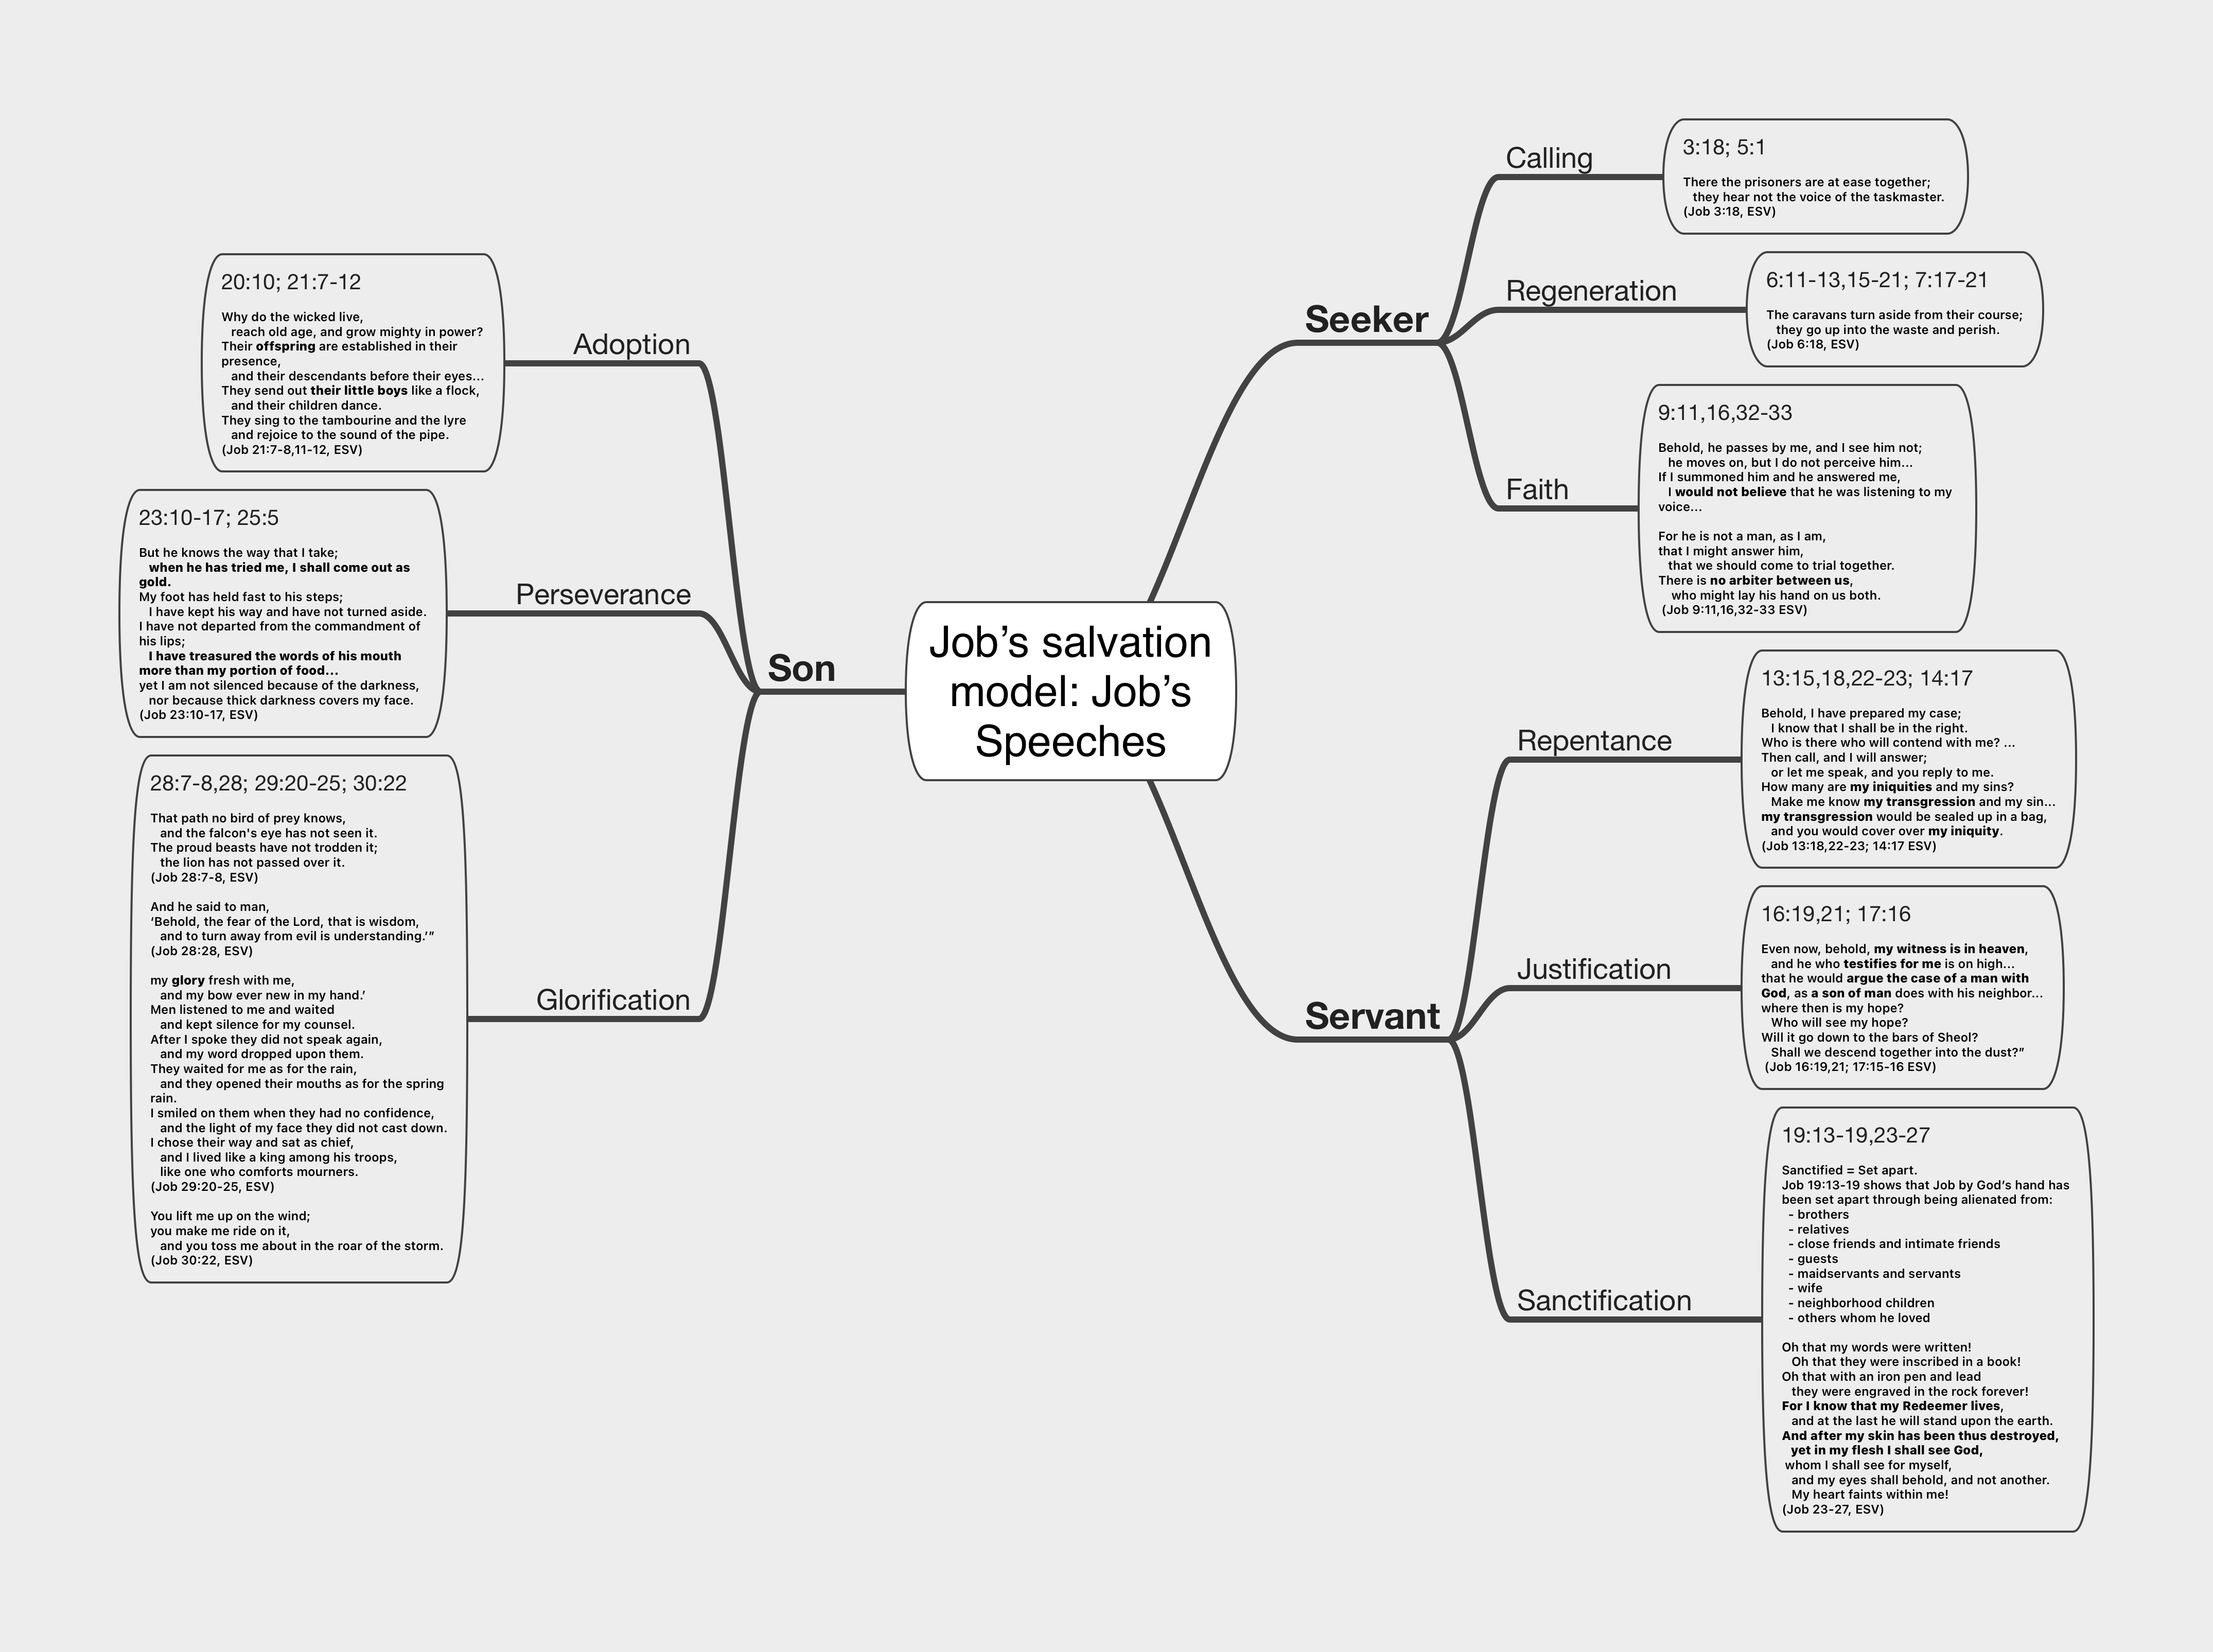 Job’s salvation
model: Job’s
Speeches
Seeker
Calling
3:18; 5:1
There the prisoners are at ease together;
they hear not the voice of the taskmaster.
(Job 3:18, ESV)
Regeneration
6:11-13,15-21; 7:17-21
The caravans turn aside from their course;
they go up into the waste and perish.
(Job 6:18, ESV)
Faith
9:11,16,32-33
Behold, he passes by me, and I see him not;
he moves on, but I do not perceive him…
If I summoned him and he answered me,
I would not believe that he was listening to my
voice…
For he is not a man, as I am,
that I might answer him,
that we should come to trial together.
There is no arbiter between us,
who might lay his hand on us both.
(Job 9:11,16,32-33 ESV)
Servant
Repentance
13:15,18,22-23; 14:17
Behold, I have prepared my case;
I know that I shall be in the right.
Who is there who will contend with me? …
Then call, and I will answer;
or let me speak, and you reply to me.
How many are my iniquities and my sins?
Make me know my transgression and my sin…
my transgression would be sealed up in a bag,
and you would cover over my iniquity.
(Job 13:18,22-23; 14:17 ESV)
Justification
16:19,21; 17:16
Even now, behold, my witness is in heaven,
and he who testifies for me is on high…
that he would argue the case of a man with
God, as a son of man does with his neighbor…
where then is my hope?
Who will see my hope?
Will it go down to the bars of Sheol?
Shall we descend together into the dust?”
(Job 16:19,21; 17:15-16 ESV)
Sanctification
19:13-19,23-27
Sanctified = Set apart.
Job 19:13-19 shows that Job by God’s hand has
been set apart through being alienated from:
- brothers
- relatives
- close friends and intimate friends
- guests
- maidservants and servants
- wife
- neighborhood children
- others whom he loved
Oh that my words were written!
Oh that they were inscribed in a book!
Oh that with an iron pen and lead
they were engraved in the rock forever!
For I know that my Redeemer lives,
and at the last he will stand upon the earth.
And after my skin has been thus destroyed,
yet in my flesh I shall see God,
whom I shall see for myself,
and my eyes shall behold, and not another.
My heart faints within me!
(Job 23-27, ESV)
Son
Adoption
20:10; 21:7-12
Why do the wicked live,
reach old age, and grow mighty in power?
Their offspring are established in their
presence,
and their descendants before their eyes…
They send out their little boys like a flock,
and their children dance.
They sing to the tambourine and the lyre
and rejoice to the sound of the pipe.
(Job 21:7-8,11-12, ESV)
Perseverance
23:10-17; 25:5
But he knows the way that I take;
when he has tried me, I shall come out as
gold.
My foot has held fast to his steps;
I have kept his way and have not turned aside.
I have not departed from the commandment of
his lips;
I have treasured the words of his mouth
more than my portion of food…
yet I am not silenced because of the darkness,
nor because thick darkness covers my face.
(Job 23:10-17, ESV)
Glorification
28:7-8,28; 29:20-25; 30:22
That path no bird of prey knows,
and the falcon's eye has not seen it.
The proud beasts have not trodden it;
the lion has not passed over it.
(Job 28:7-8, ESV)
And he said to man,
‘Behold, the fear of the Lord, that is wisdom,
and to turn away from evil is understanding.’”
(Job 28:28, ESV)
my glory fresh with me,
and my bow ever new in my hand.’
Men listened to me and waited
and kept silence for my counsel.
After I spoke they did not speak again,
and my word dropped upon them.
They waited for me as for the rain,
and they opened their mouths as for the spring
rain.
I smiled on them when they had no confidence,
and the light of my face they did not cast down.
I chose their way and sat as chief,
and I lived like a king among his troops,
like one who comforts mourners.
(Job 29:20-25, ESV)
You lift me up on the wind;
you make me ride on it,
and you toss me about in the roar of the storm.
(Job 30:22, ESV)